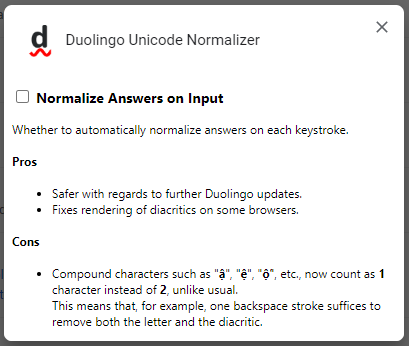 d
Duolingo Unicode Normalizer
Normalize Answers on Input
Whether to automatically normalize answers on each keystroke.
Pros
• Safer with regards to further Duolingo updates.
• Fixes rendering of diacritics on some browsers.
Cons
• Compound characters such as "ậ", "ệ", "ộ", etc., now count as 1
character instead of 2, unlike usual.
This means that, for example, one backspace stroke suffices to
remove both the letter and the diacritic.